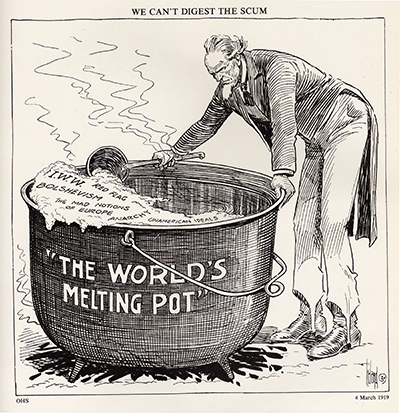 WE CAN'T DIGEST THE SCUM
I.W.W. RED RAG
BOLSHEVISM
THE MAD NOTIONS
OF EUROPE
ANARCHY
UNAMERICAN IDEALS
"THE WORLD'S
MELTING POT"
OHS
4 March 1919